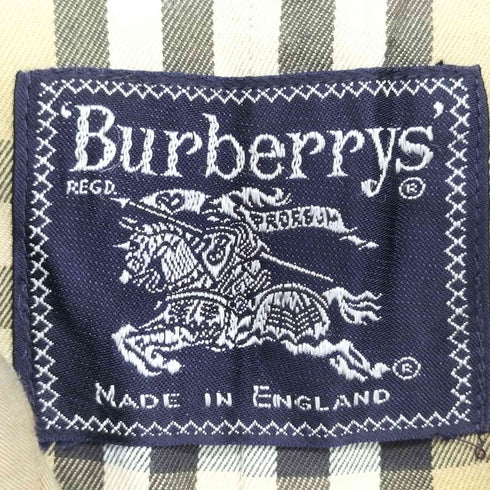 'Burberrys'®
REGD.
PRORSUM
®
MADE IN ENGLAND